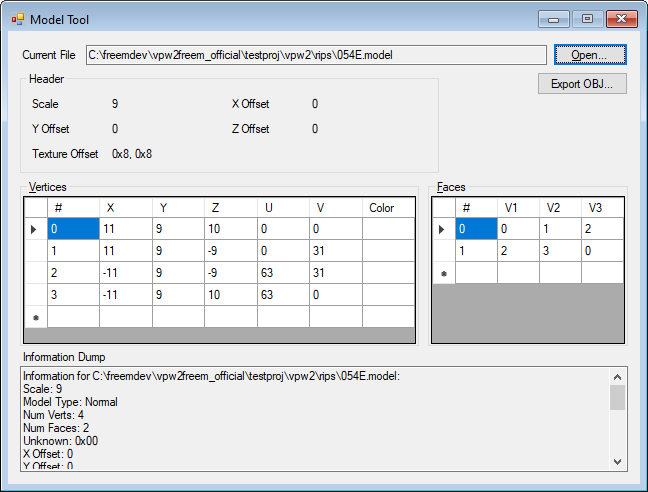 Model Tool
Current File C:\freemdev\vpw2freem_official\testproj\vpw2\rips\054E.model Open...
Export OBJ...
Header
Scale 9 X Offset 0
Y Offset 0 Z Offset 0
Texture Offset 0x8, 0x8
Vertices
# X Y Z U V Color
0 11 9 10 0 0
1 11 9 -9 0 31
2 -11 9 -9 63 31
3 -11 9 10 63 0
Faces
# V1 V2 V3
0 0 1 2
1 2 3 0
Information Dump
Information for C:\freemdev\vpw2freem_official\testproj\vpw2\rips\054E.model:
Scale: 9
Model Type: Normal
Num Verts: 4
Num Faces: 2
Unknown: 0x00
X Offset: 0
Y Offset: 0